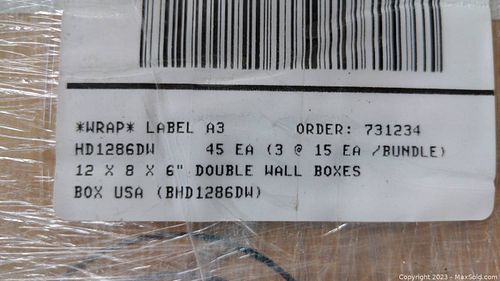 *WRAP* LABEL A3 ORDER: 731234
HD1286DW 45 EA (3 @ 15 EA /BUNDLE)
12 X 8 X 6" DOUBLE WALL BOXES
BOX USA (BHD1286DW)
Copyright © 2023 - MaxSold.com